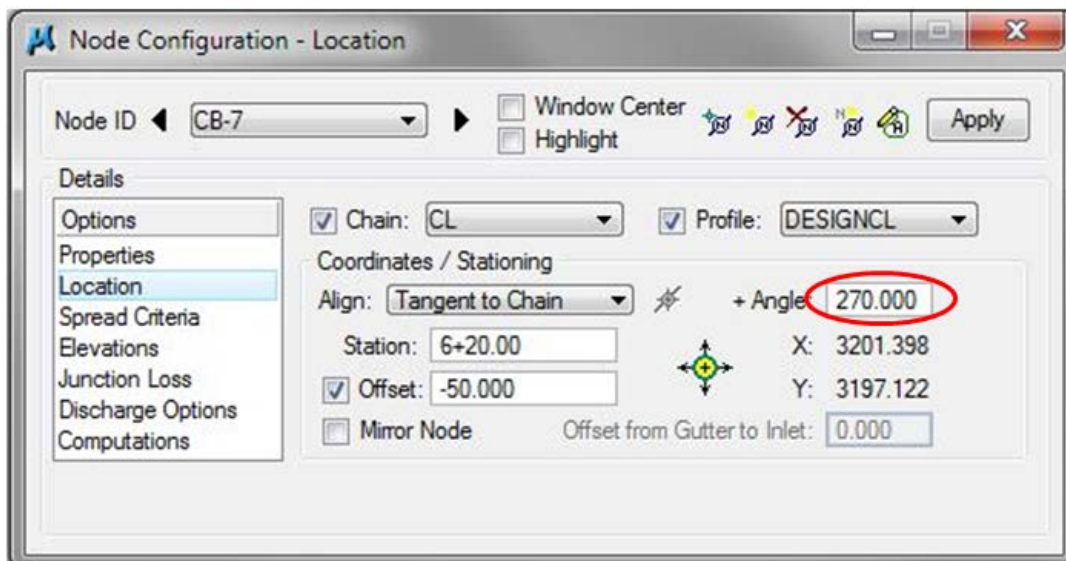 Node Configuration - Location
Node ID CB-7 Window Center Apply
Highlight
Details
Options
Properties
Location
Spread Criteria
Elevations
Junction Loss
Discharge Options
Computations
Chain: CL Profile: DESIGNCL
Coordinates / Stationing
Align: Tangent to Chain + Angle: 270.000
Station: 6+20.00 X: 3201.398
Offset: -50.000 Y: 3197.122
Mirror Node Offset from Gutter to Inlet: 0.000